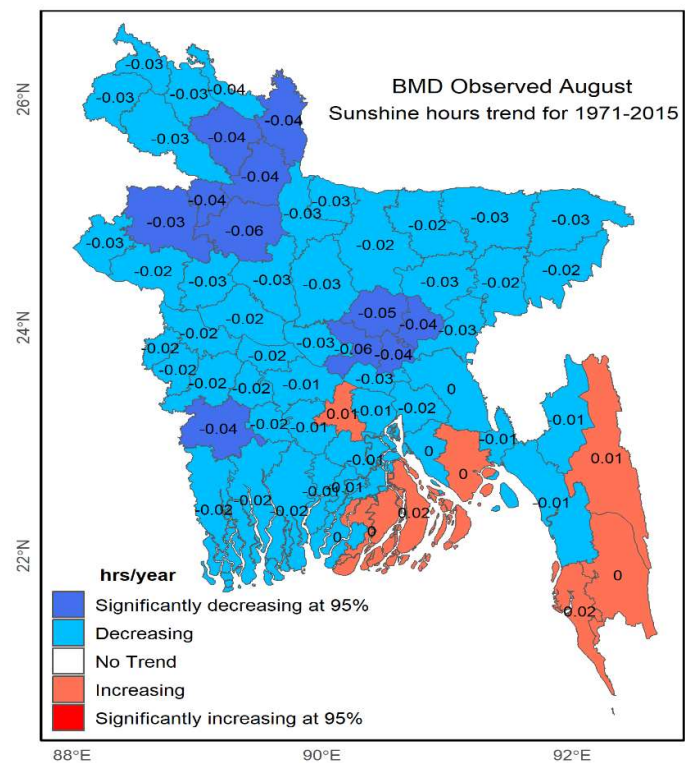 BMD Observed August
Sunshine hours trend for 1971-2015
26°N
24°N
22°N
-0.03
-0.03 -0.03 -0.04
-0.04
-0.03 -0.04
-0.04
-0.04
-0.03 -0.06 -0.03 -0.03 -0.02 -0.03 -0.03
-0.02
-0.03 -0.02 -0.03 -0.03 -0.03 -0.03 -0.02 -0.02
-0.05
-0.02 -0.04 -0.03
-0.02 -0.02 -0.03 -0.06 -0.04
-0.02 -0.02 -0.02 -0.01 -0.03 0
-0.04 -0.02 -0.01 0.01 -0.01 -0.02 -0.01
0 0 -0.01 0.01
-0.01
-0.02 -0.02 -0.02 -0.01 -0.01 -0.01
0 0 0.02
0
0.02
hrs/year
Significantly decreasing at 95%
Decreasing
No Trend
Increasing
Significantly increasing at 95%
88°E 90°E 92°E